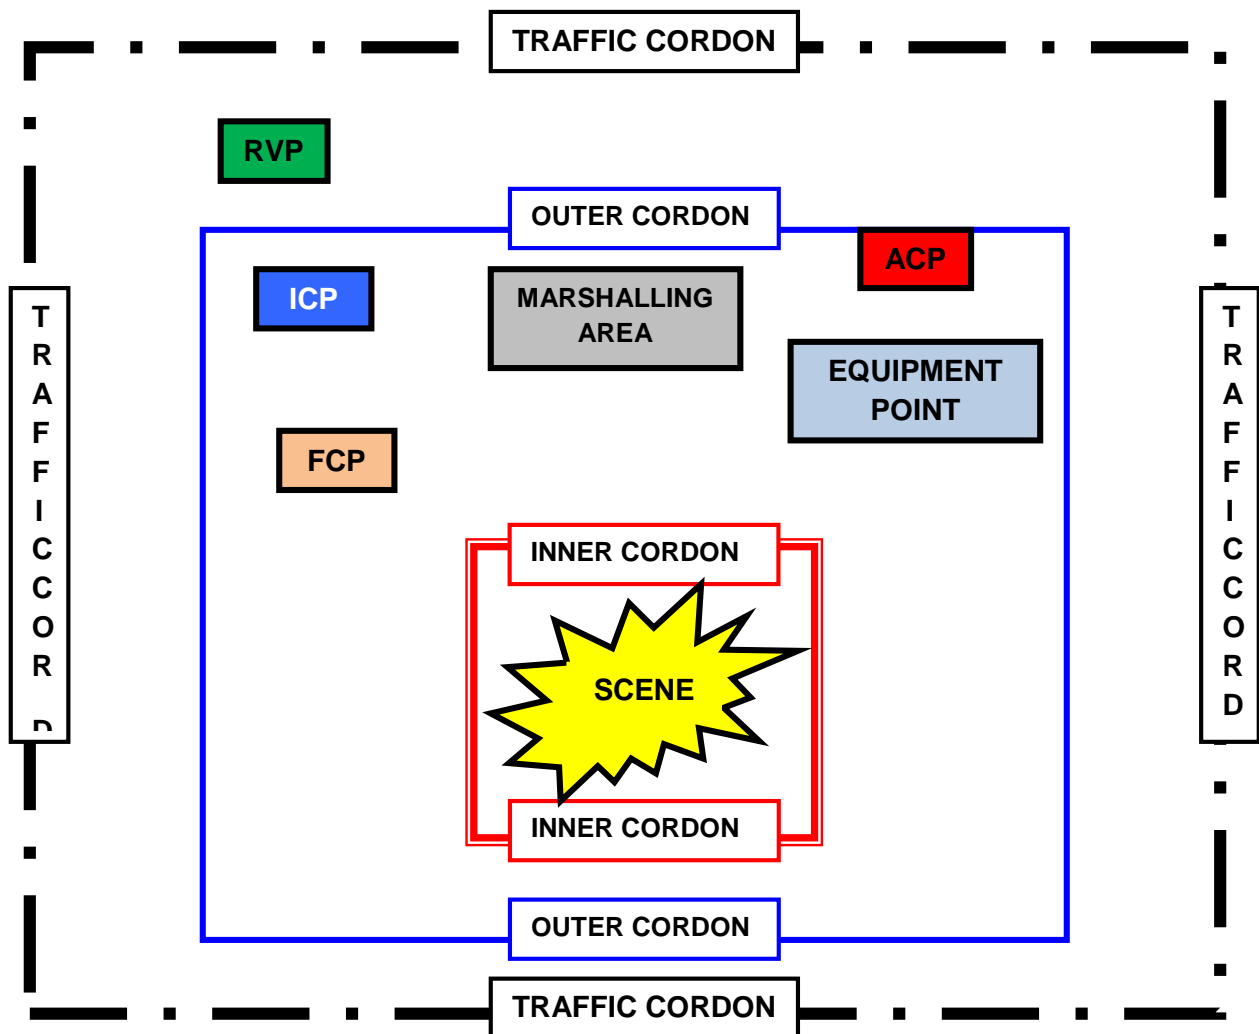 TRAFFIC CORDON
RVP
OUTER CORDON
ACP
ICP
MARSHALLING
AREA
T
R
A
F
F
I
C
C
O
R
D
T
R
A
F
F
I
C
C
O
R
D
EQUIPMENT
POINT
FCP
INNER CORDON
SCENE
INNER CORDON
OUTER CORDON
TRAFFIC CORDON